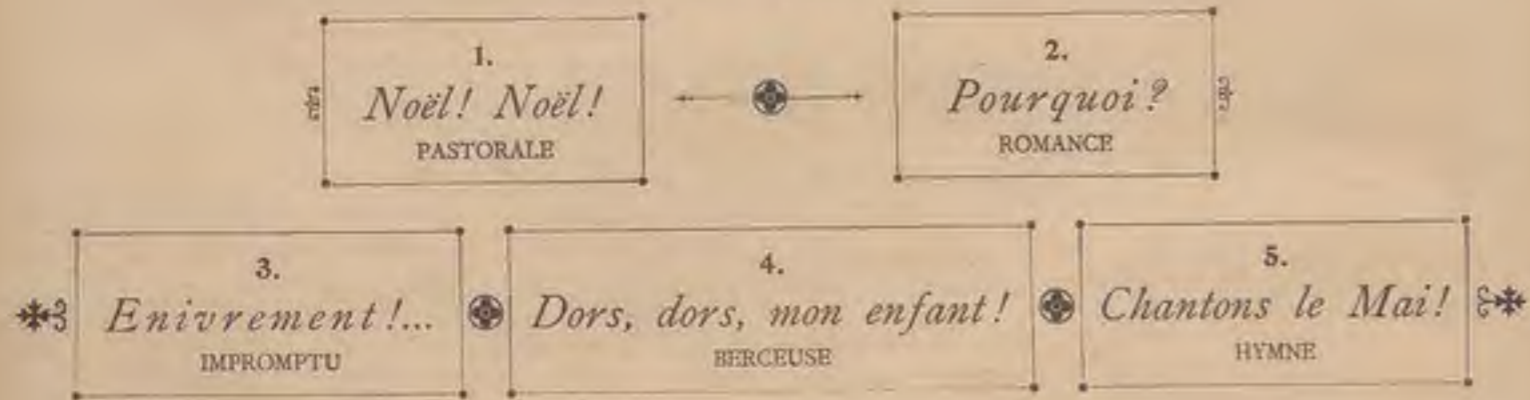 1.
Noël! Noël!
PASTORALE
2.
Pourquoi?
ROMANCE
3.
Enivrement!...
IMPROMPTU
4.
Dors, dors, mon enfant!
BERCEUSE
5.
Chantons le Mai!
HYMNE